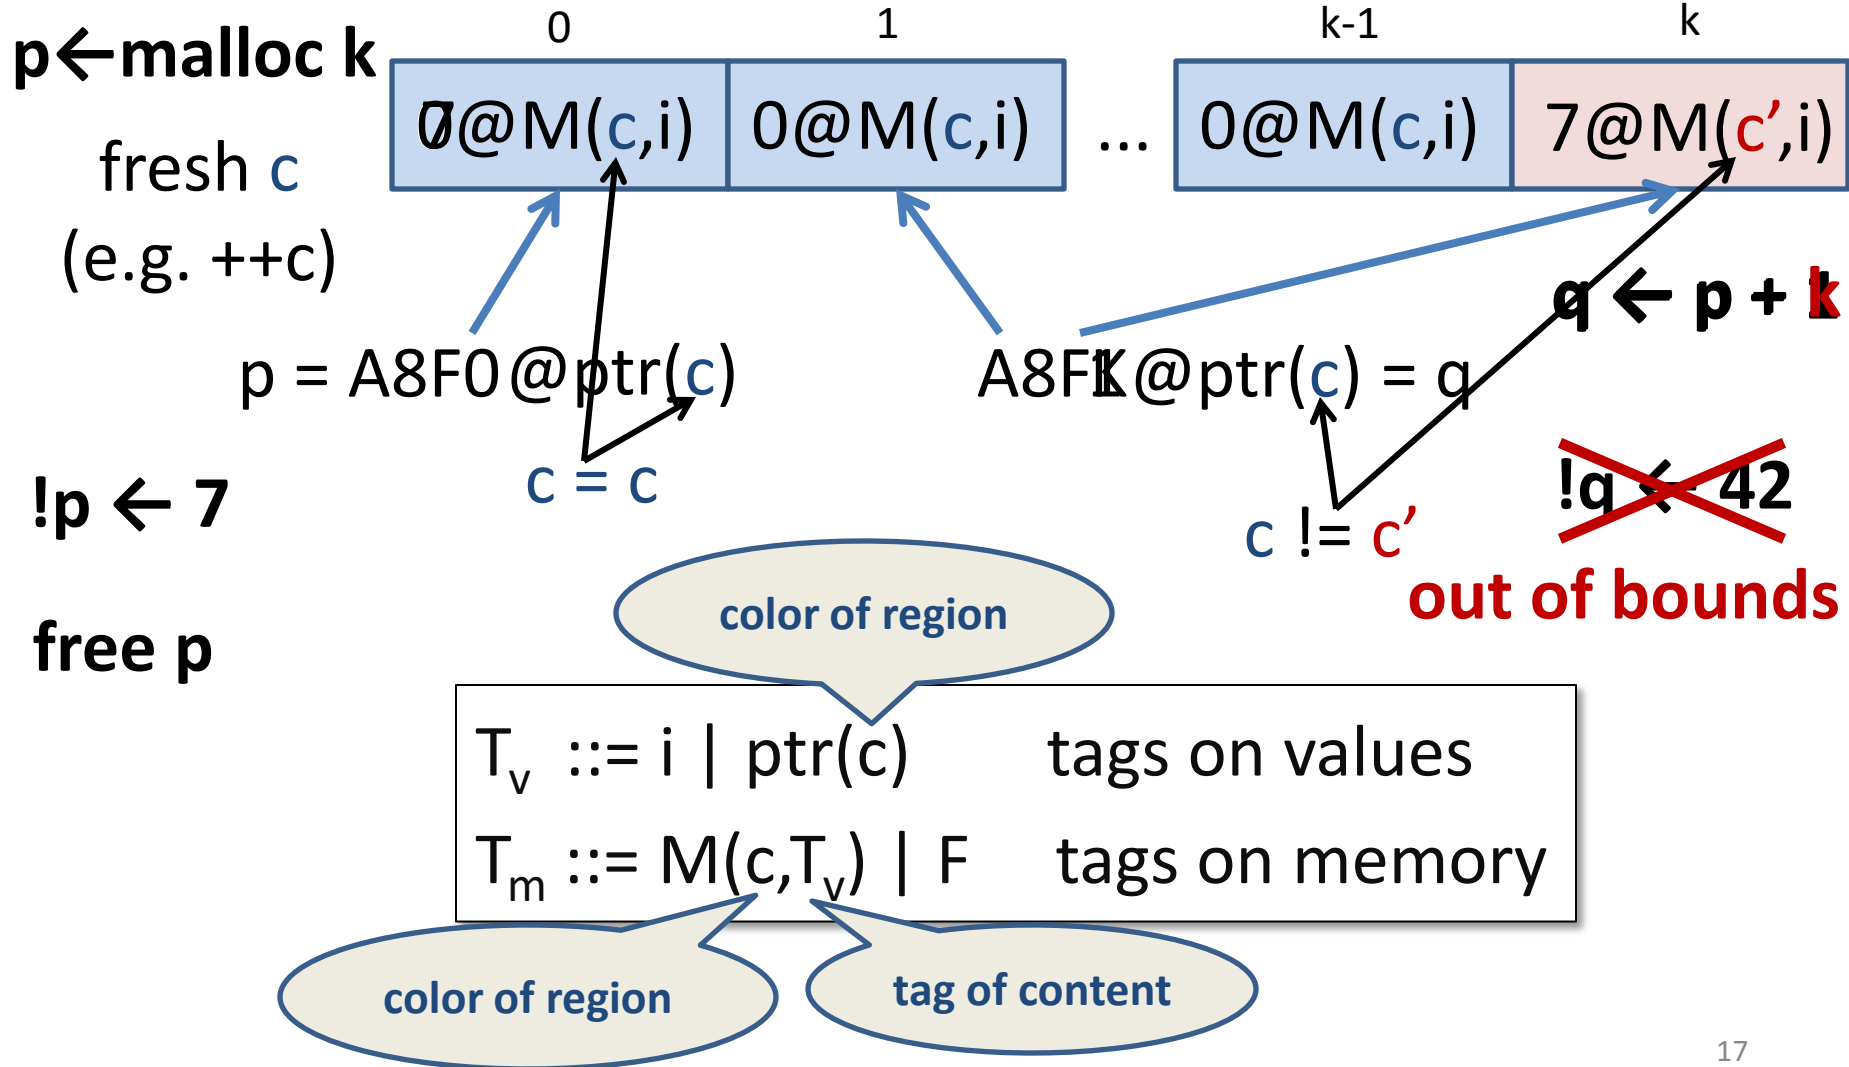 p←malloc k
0 1 k-1 k
0@M(c,i) 0@M(c,i) ... 0@M(c,i) 7@M(c’,i)
fresh c
(e.g. ++c)
q ← p + k
p = A8F0@ptr(c) A8FK@ptr(c) = q
!p ← 7
c = c
!q ← 42
c != c’
out of bounds
free p
color of region
Tv ::= i | ptr(c) tags on values
Tm ::= M(c,Tv) | F tags on memory
color of region
tag of content
17